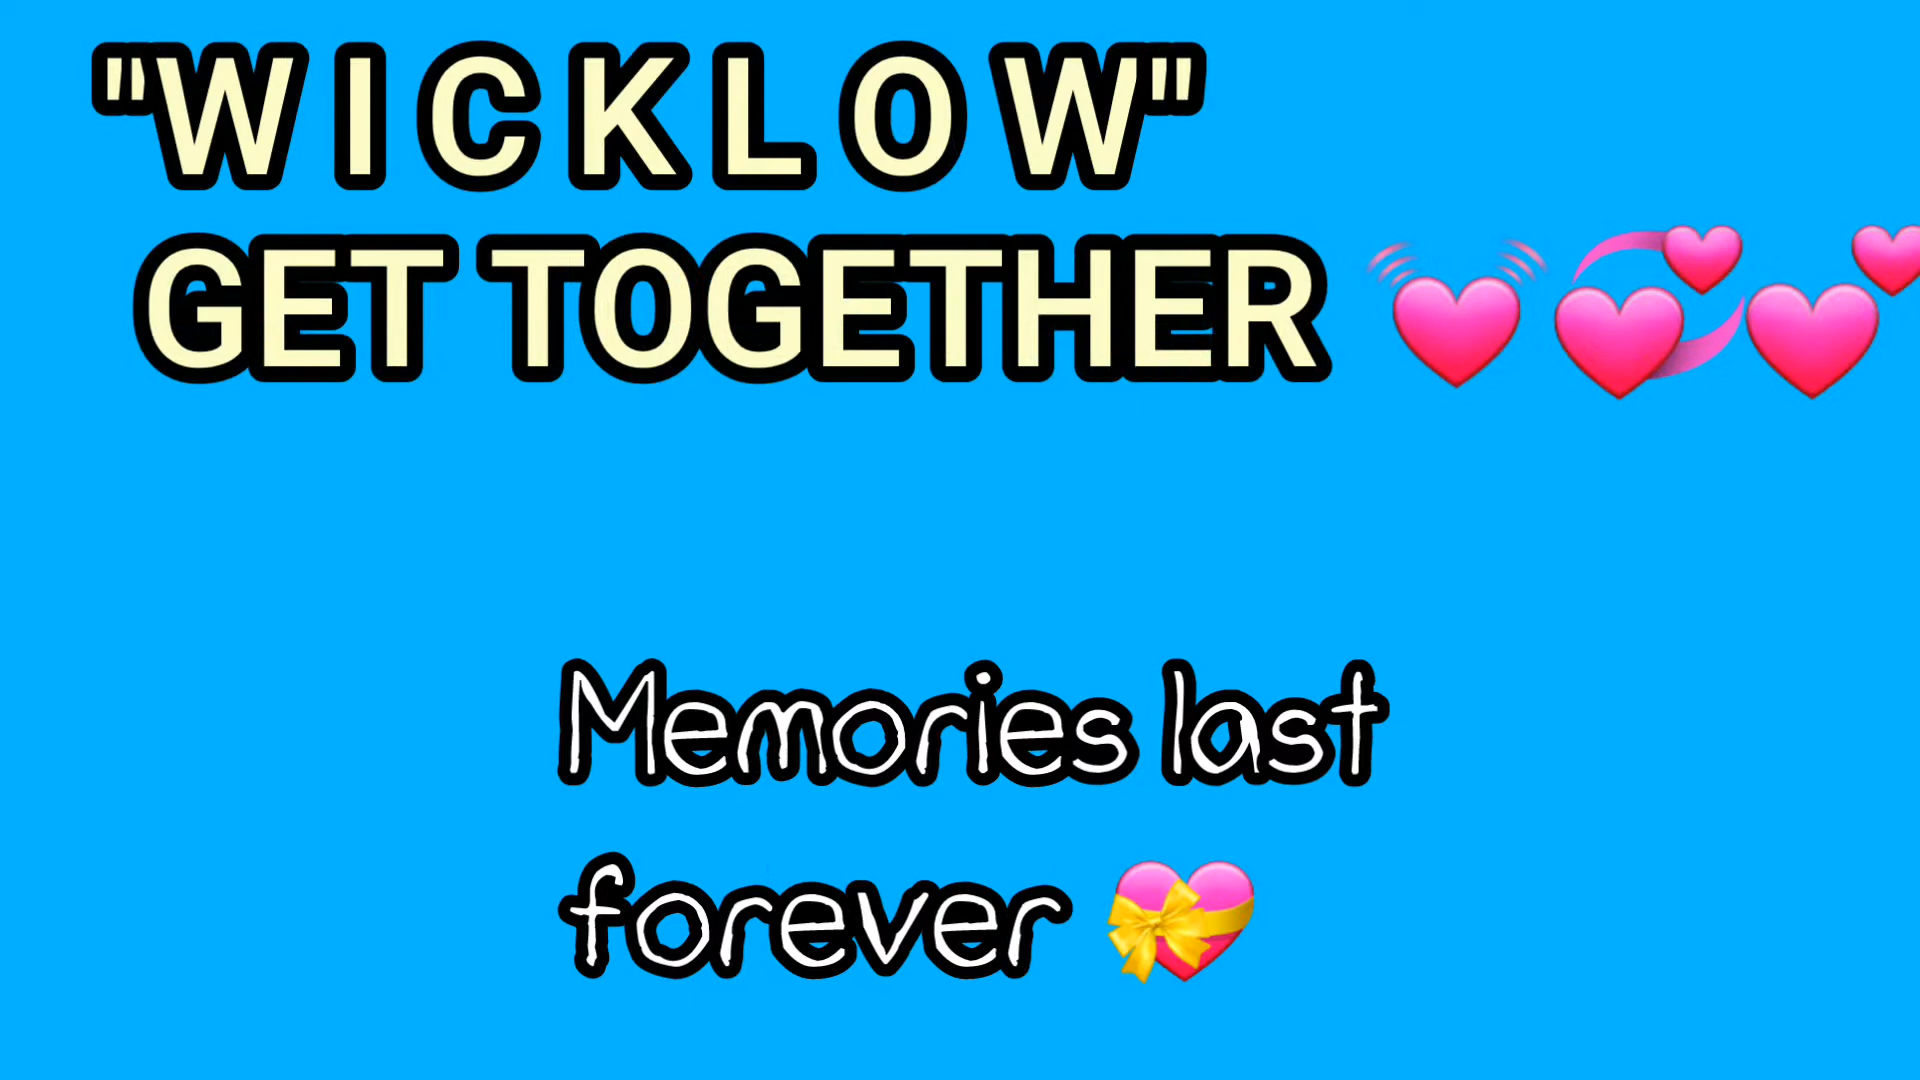 "W I C K L O W"
GET TOGETHER 💓💞💕
Memories last
forever 💝